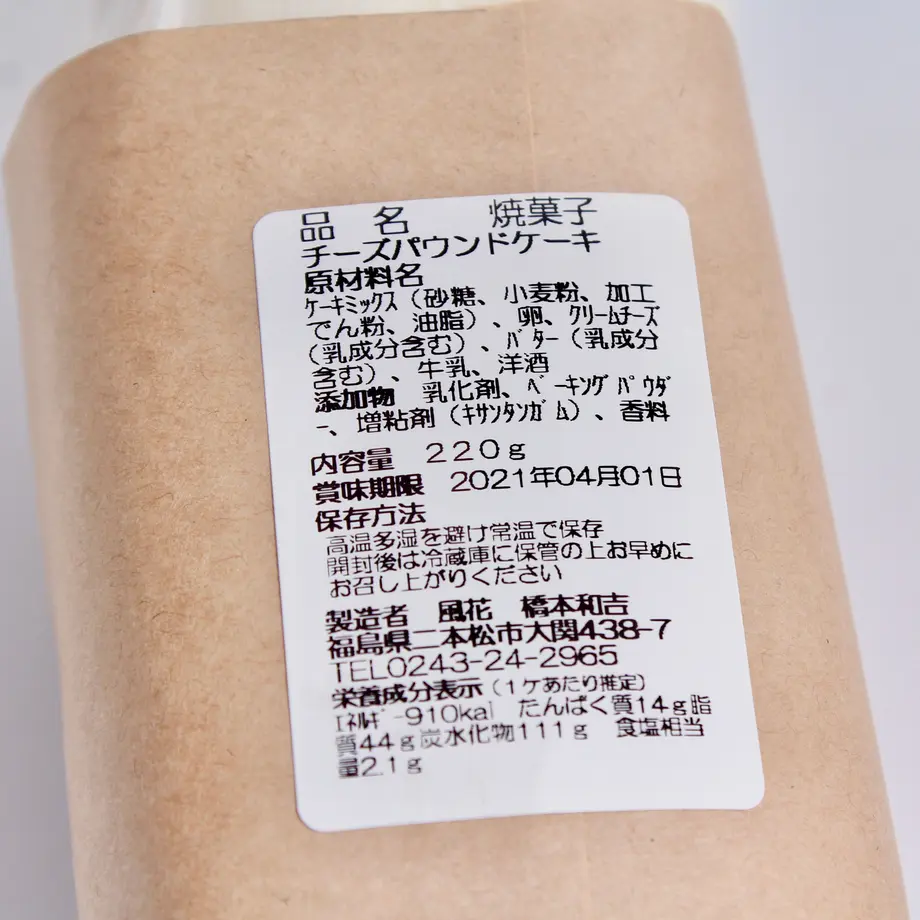 品 名 焼菓子
チーズパウンドケーキ
原材料名
ｹｰｷﾐｯｸｽ（砂糖、小麦粉、加工
でん粉、油脂）、卵、ｸﾘｰﾑﾁｰｽﾞ
（乳成分含む）、ﾊﾞﾀｰ（乳成分
含む）、牛乳、洋酒
添加物 乳化剤、ﾍﾞｰｷﾝｸﾞﾊﾟｳﾀﾞ
ｰ、増粘剤（ｷｻﾝﾀﾝｶﾞﾑ）、香料
内容量 ２２０ｇ
賞味期限 2021年04月01日
保存方法
高温多湿を避け常温で保存
開封後は冷蔵庫に保管の上お早めに
お召し上がりください
製造者 風花 橋本和吉
福島県二本松市大関438-7
TEL0243-24-2965
栄養成分表示（１ケあたり推定）
ｴﾈﾙｷﾞｰ910kal たんぱく質14ｇ脂
質44ｇ炭水化物111ｇ 食塩相当
量2.1ｇ